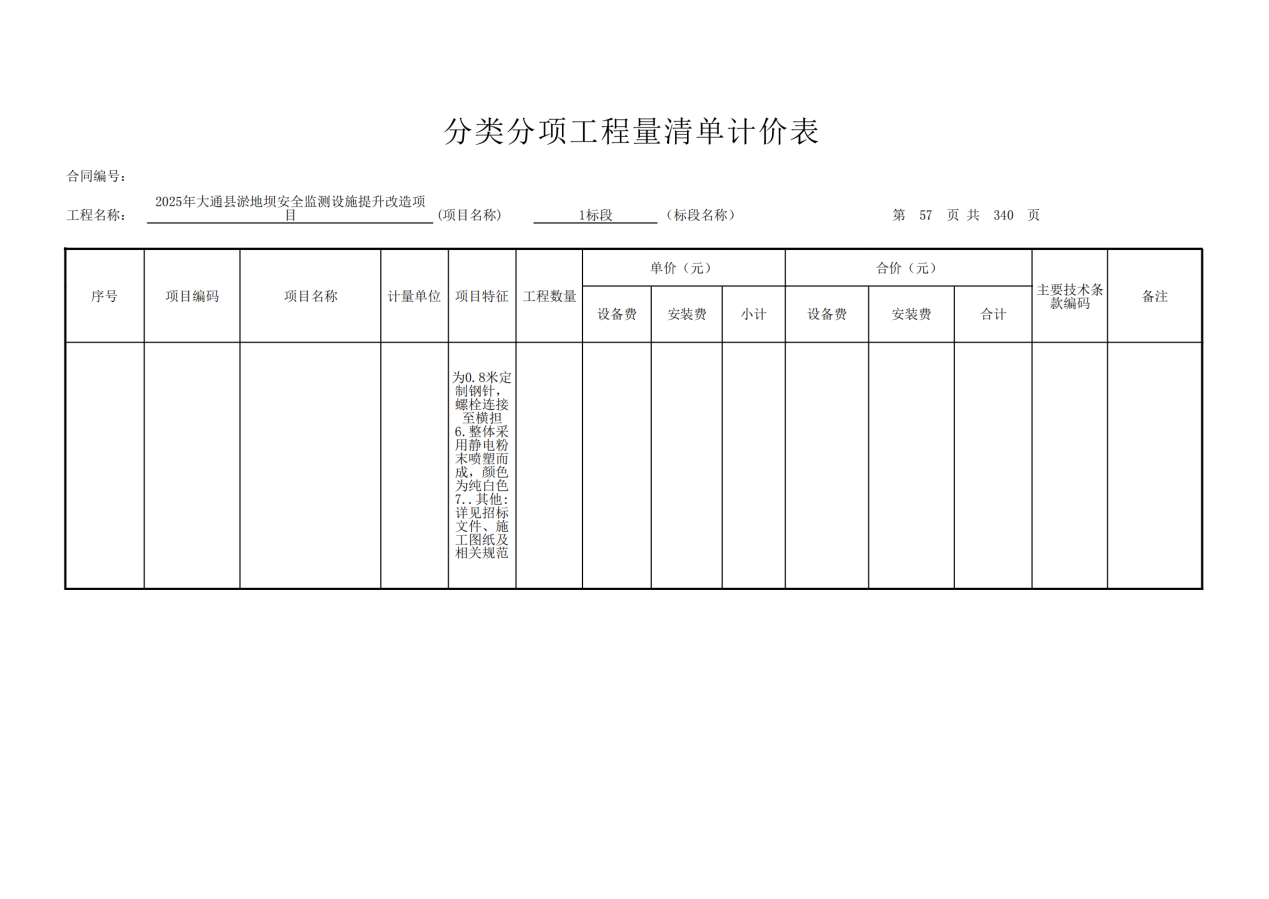 分类分项工程量清单计价表
合同编号：
2025年大通县淤地坝安全监测设施提升改造项
工程名称： 目 (项目名称) 1标段 （标段名称） 第 57 页 共 340 页
单价（元） 合价（元）
序号 项目编码 项目名称 计量单位 项目特征 工程数量 主要技术条
款编码 备注
设备费 安装费 小计 设备费 安装费 合计
为0.8米定
制钢针，
螺栓连接
至横担
6.整体采
用静电粉
末喷塑而
成，颜色
为纯白色
7..其他:
详见招标
文件、施
工图纸及
相关规范